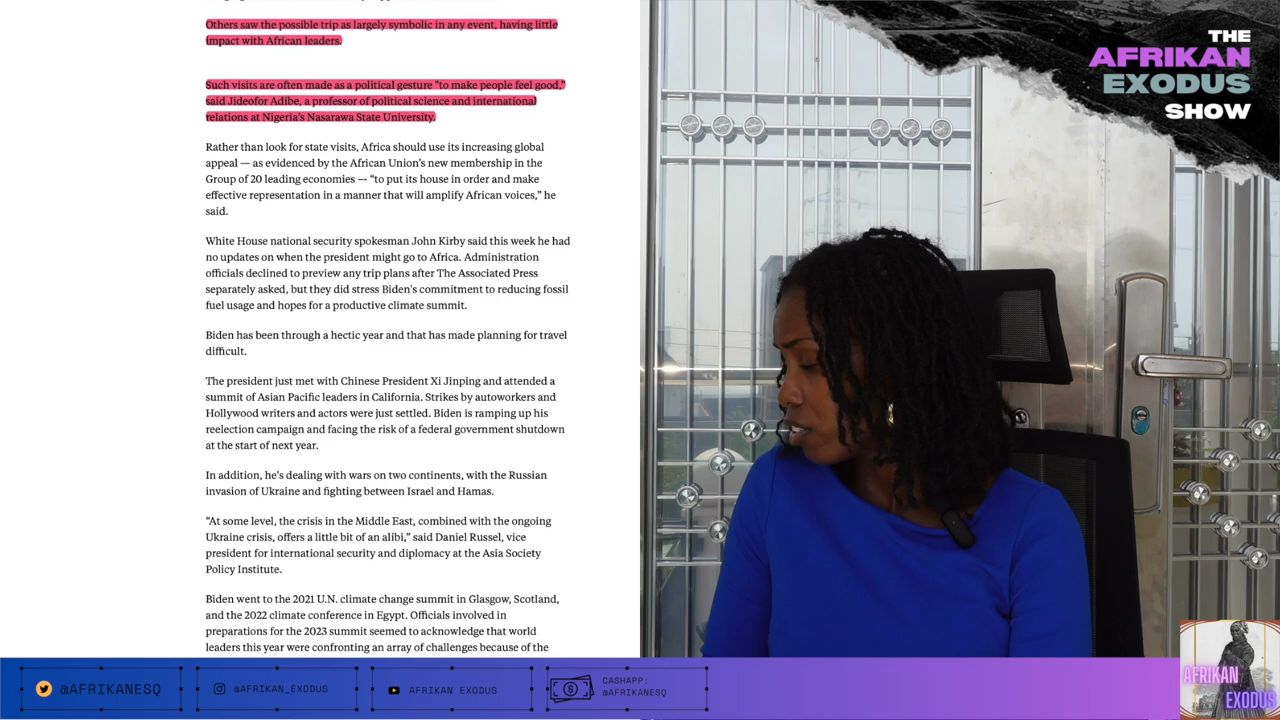 Others saw the possible trip as largely symbolic in any event, having little
impact with African leaders.
Such visits are often made as a political gesture "to make people feel good,"
said Jideofor Adibe, a professor of political science and international
relations at Nigeria's Nasarawa State University.
Rather than look for state visits, Africa should use its increasing global
appeal — as evidenced by the African Union's new membership in the
Group of 20 leading economies –- “to put its house in order and make
effective representation in a manner that will amplify African voices,” he
said.
White House national security spokesman John Kirby said this week he had
no updates on when the president might go to Africa. Administration
officials declined to preview any trip plans after The Associated Press
separately asked, but they did stress Biden's commitment to reducing fossil
fuel usage and hopes for a productive climate summit.
Biden has been through a hectic year and that has made planning for travel
difficult.
The president just met with Chinese President Xi Jinping and attended a
summit of Asian Pacific leaders in California. Strikes by autoworkers and
Hollywood writers and actors were just settled. Biden is ramping up his
reelection campaign and facing the risk of a federal government shutdown
at the start of next year.
In addition, he's dealing with wars on two continents, with the Russian
invasion of Ukraine and fighting between Israel and Hamas.
“At some level, the crisis in the Middle East, combined with the ongoing
Ukraine crisis, offers a little bit of an alibi,” said Daniel Russel, vice
president for international security and diplomacy at the Asia Society
Policy Institute.
Biden went to the 2021 U.N. climate change summit in Glasgow, Scotland,
and the 2022 climate conference in Egypt. Officials involved in
preparations for the 2023 summit seemed to acknowledge that world
leaders this year were confronting an array of challenges because of the
THE
AFRIKAN
EXODUS
SHOW
@AFRIKANESQ
@AFRIKAN_EXODUS
AFRIKAN EXODUS
CASHAPP:
@AFRIKANESQ
AFRIKAN
EXODUS